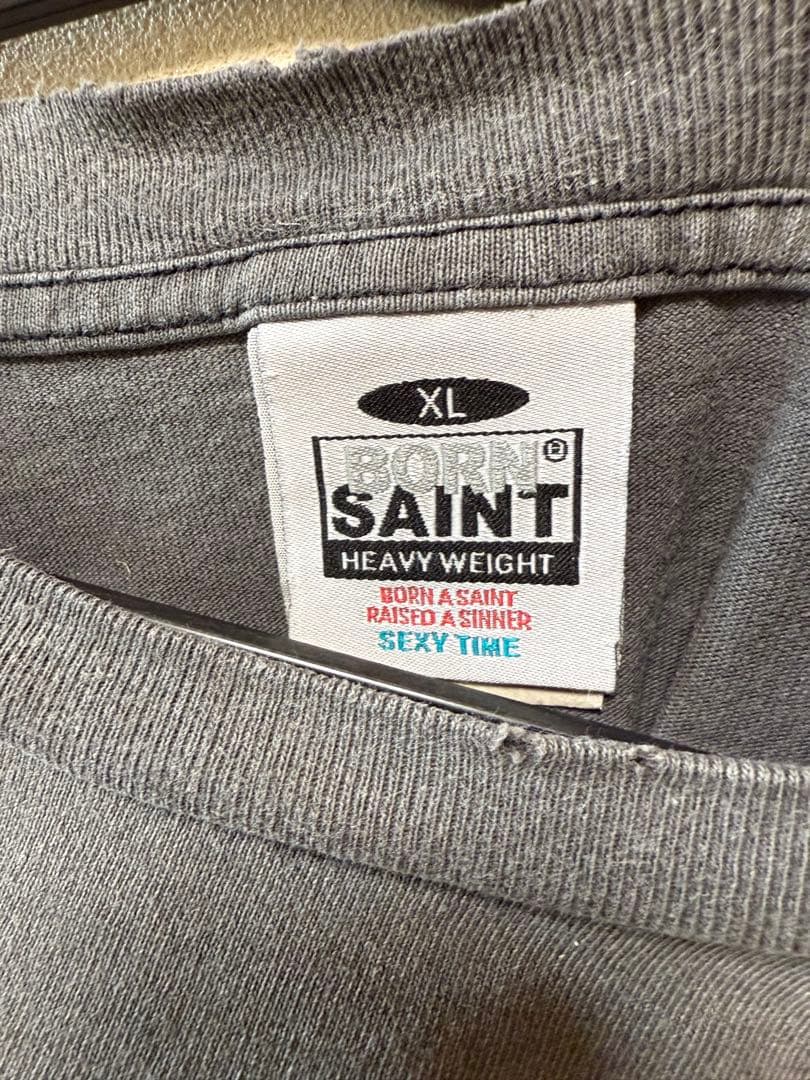 XL
BORN
SAINT
HEAVY WEIGHT
BORN A SAINT
RAISED A SINNER
SEXY TIME